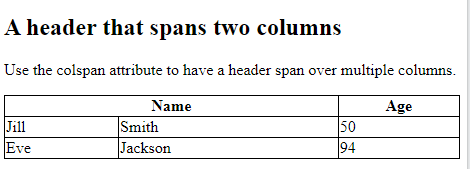 A header that spans two columns
Use the colspan attribute to have a header span over multiple columns.
Name Age
Jill Smith 50
Eve Jackson 94